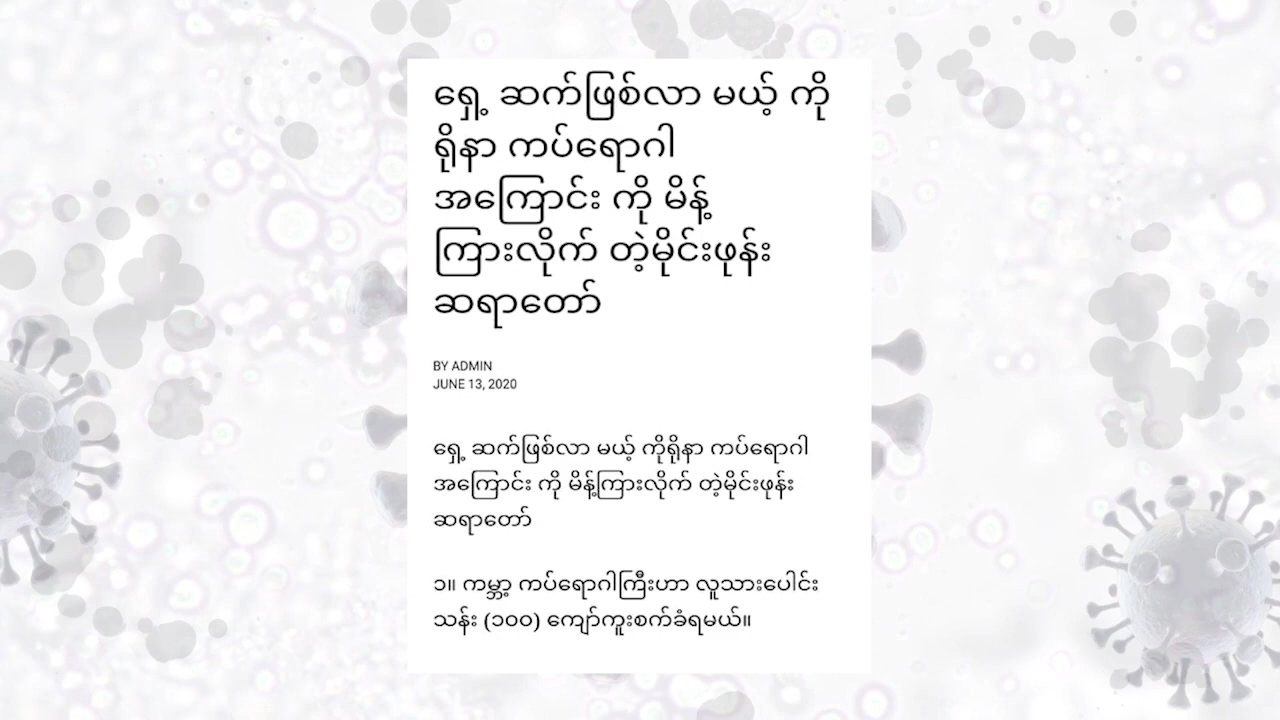 ရှေ့ ဆက်ဖြစ်လာ မယ့် ကို
ရိုနာ ကပ်ရောဂါ
အကြောင်း ကို မိန့်
ကြားလိုက် တဲ့မိုင်းဖုန်း
ဆရာတော်
BY ADMIN
JUNE 13, 2020
ရှေ့ ဆက်ဖြစ်လာ မယ့် ကိုရိုနာ ကပ်ရောဂါ
အကြောင်း ကို မိန့်ကြားလိုက် တဲ့မိုင်းဖုန်း
ဆရာတော်
၁။ ကမ္ဘာ့ ကပ်ရောဂါကြီးဟာ လူသားပေါင်း
သန်း (၁၀၀) ကျော်ကူးစက်ခံရမယ်။